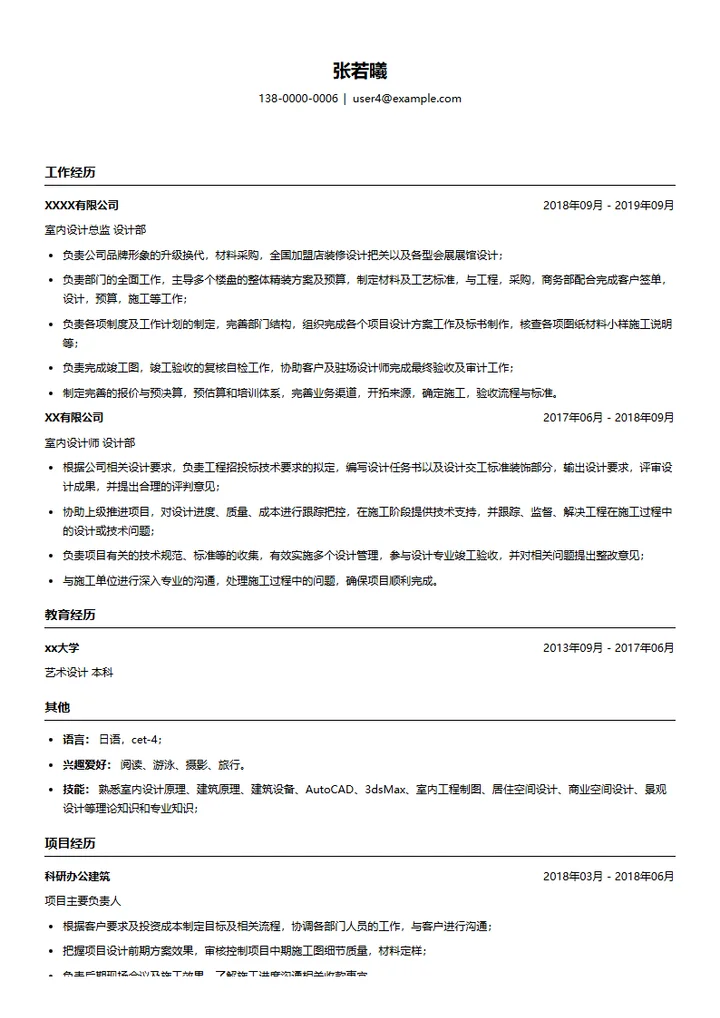 张若曦
138-0000-0006 | user4@example.com
工作经历
XXXX有限公司 2018年09月 - 2019年09月
室内设计总监 设计部
• 负责公司品牌形象的升级换代，材料采购，全国加盟店装修设计把关以及各型会展展馆设计；
• 负责部门的全面工作，主导多个楼盘的整体精装方案及预算，制定材料及工艺标准，与工程，采购，商务部配合完成客户签单，
设计，预算，施工等工作；
• 负责各项制度及工作计划的制定，完善部门结构，组织完成各个项目设计方案工作及标书制作，核查各项图纸材料小样施工说明
等；
• 负责完成竣工图，竣工验收的复核自检工作，协助客户及驻场设计师完成最终验收及审计工作；
• 制定完善的报价与预决算，预估算和培训体系，完善业务渠道，开拓来源，确定施工，验收流程与标准。
XX有限公司 2017年06月 - 2018年09月
室内设计师 设计部
• 根据公司相关设计要求，负责工程招投标技术要求的拟定，编写设计任务书以及设计交工标准装饰部分，输出设计要求，评审设
计成果，并提出合理的评判意见；
• 协助上级推进项目，对设计进度、质量、成本进行跟踪把控，在施工阶段提供技术支持，并跟踪、监督、解决工程在施工过程中
的设计或技术问题；
• 负责项目有关的技术规范、标准等的收集，有效实施多个设计管理，参与设计专业竣工验收，并对相关问题提出整改意见；
• 与施工单位进行深入专业的沟通，处理施工过程中的问题，确保项目顺利完成。
教育经历
xx大学 2013年09月 - 2017年06月
艺术设计 本科
其他
• 语言： 日语，cet-4；
• 兴趣爱好： 阅读、游泳、摄影、旅行。
• 技能： 熟悉室内设计原理、建筑原理、建筑设备、AutoCAD、3dsMax、室内工程制图、居住空间设计、商业空间设计、景观
设计等理论知识和专业知识；
项目经历
科研办公建筑 2018年03月 - 2018年06月
项目主要负责人
• 根据客户要求及投资成本制定目标及相关流程，协调各部门人员的工作，与客户进行沟通；
• 把握项目设计前期方案效果，审核控制项目中期施工图细节质量，材料定样；
• 负责后期现场会议及施工效果，了解施工进度沟通相关收款事宜